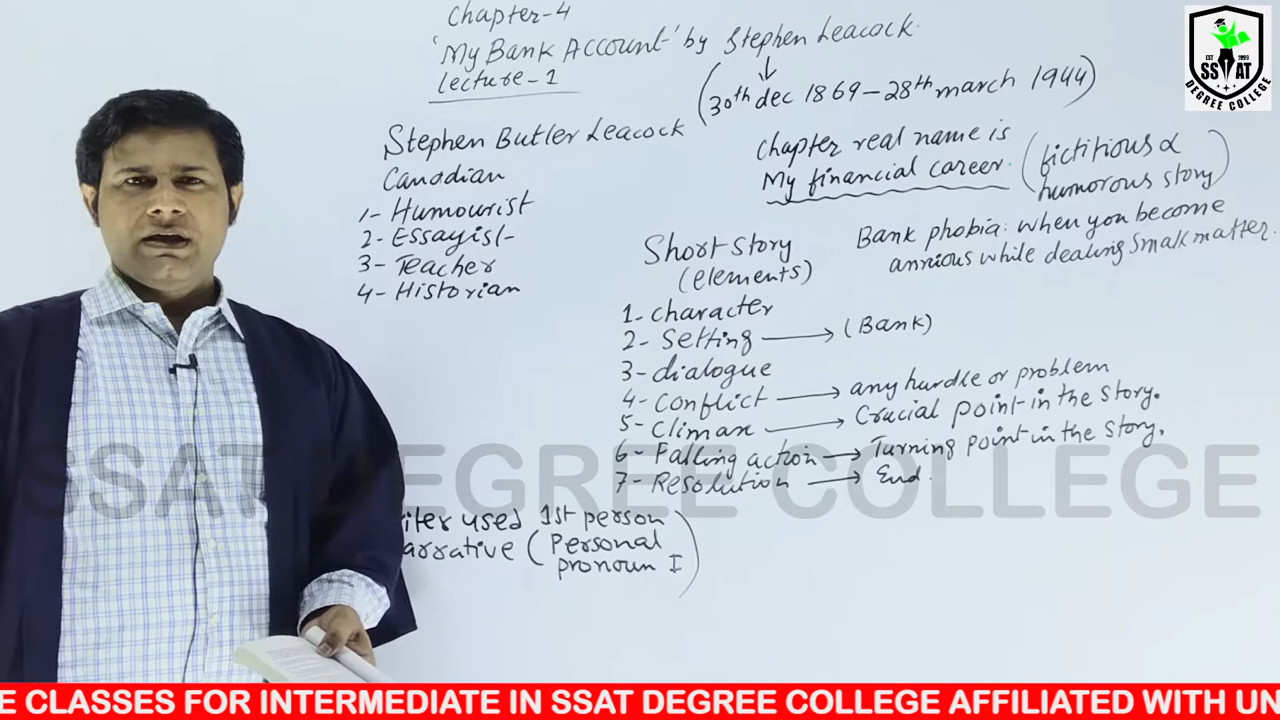 Chapter-4
'My Bank Account' by Stephen Leacock.
Lecture-1
(30th dec 1869 – 28th march 1944)
Stephen Butler Leacock
Canadian
1- Humourist
2- Essayist
3- Teacher
4- Historian
Chapter real name is
My financial career.
(fictitious &
humorous story)
Bank phobia: when you become
anxious while dealing small matter.
Short story
(elements)
1- character
2- Setting → (Bank)
3- dialogue
4- Conflict → any hurdle or problem
5- Climax → Crucial point in the story.
6- Falling action → Turning point in the story.
7- Resolution → End.
iter used 1st person
arrative (Personal
pronoun I)
SSAT DEGREE COLLEGE
EST 1999
SSAT
DEGREE COLLEGE
E CLASSES FOR INTERMEDIATE IN SSAT DEGREE COLLEGE AFFILIATED WITH UN